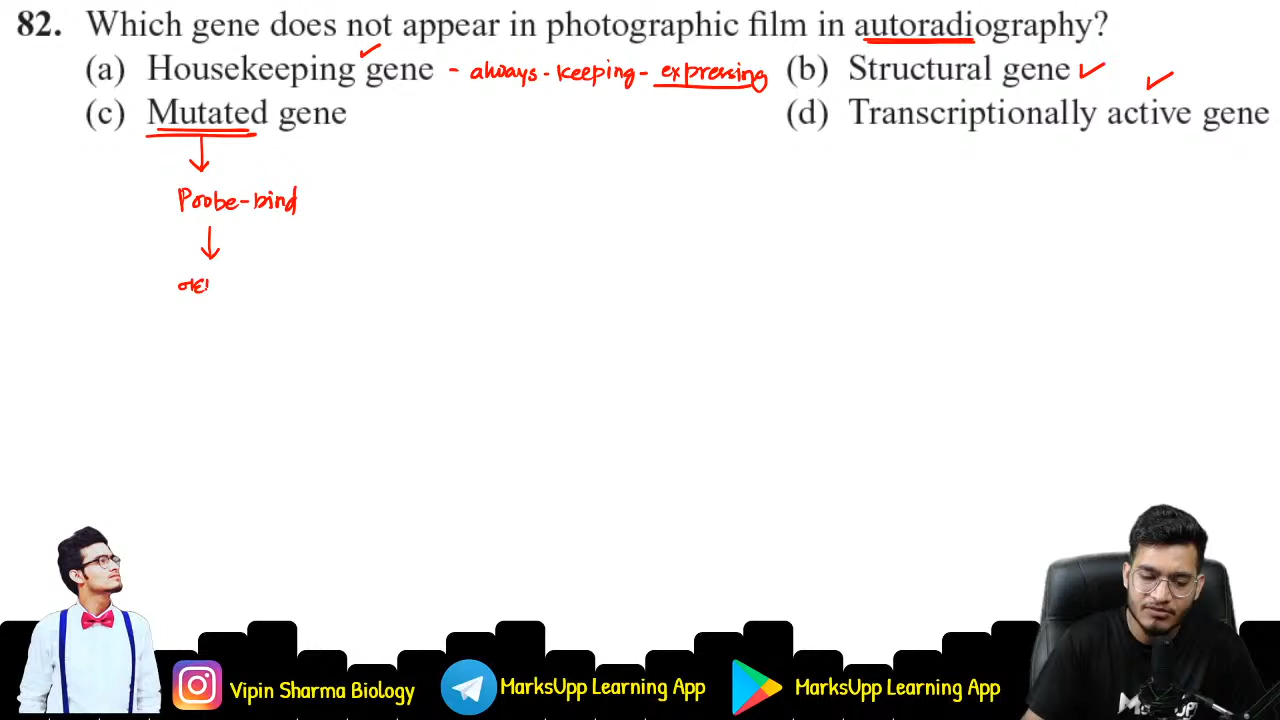 82. Which gene does not appear in photographic film in autoradiography?
(a) Housekeeping gene - always - keeping - expressing (b) Structural gene
(c) Mutated gene (d) Transcriptionally active gene
Probe-bind
Vipin Sharma Biology
MarksUpp Learning App
MarksUpp Learning App